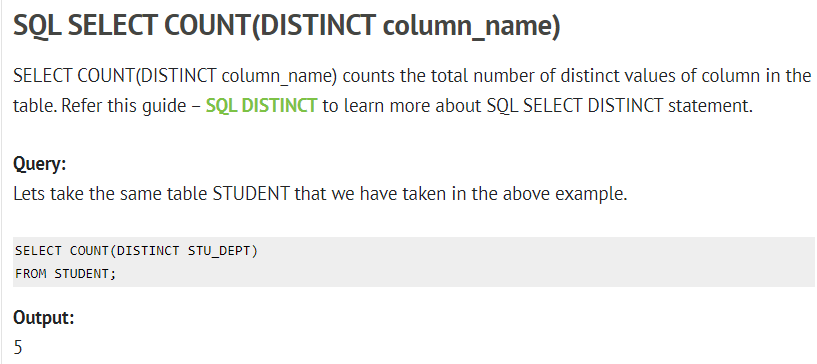 SQL SELECT COUNT(DISTINCT column_name)
SELECT COUNT(DISTINCT column_name) counts the total number of distinct values of column in the
table. Refer this guide – SQL DISTINCT to learn more about SQL SELECT DISTINCT statement.
Query:
Lets take the same table STUDENT that we have taken in the above example.
SELECT COUNT(DISTINCT STU_DEPT)
FROM STUDENT;
Output:
5